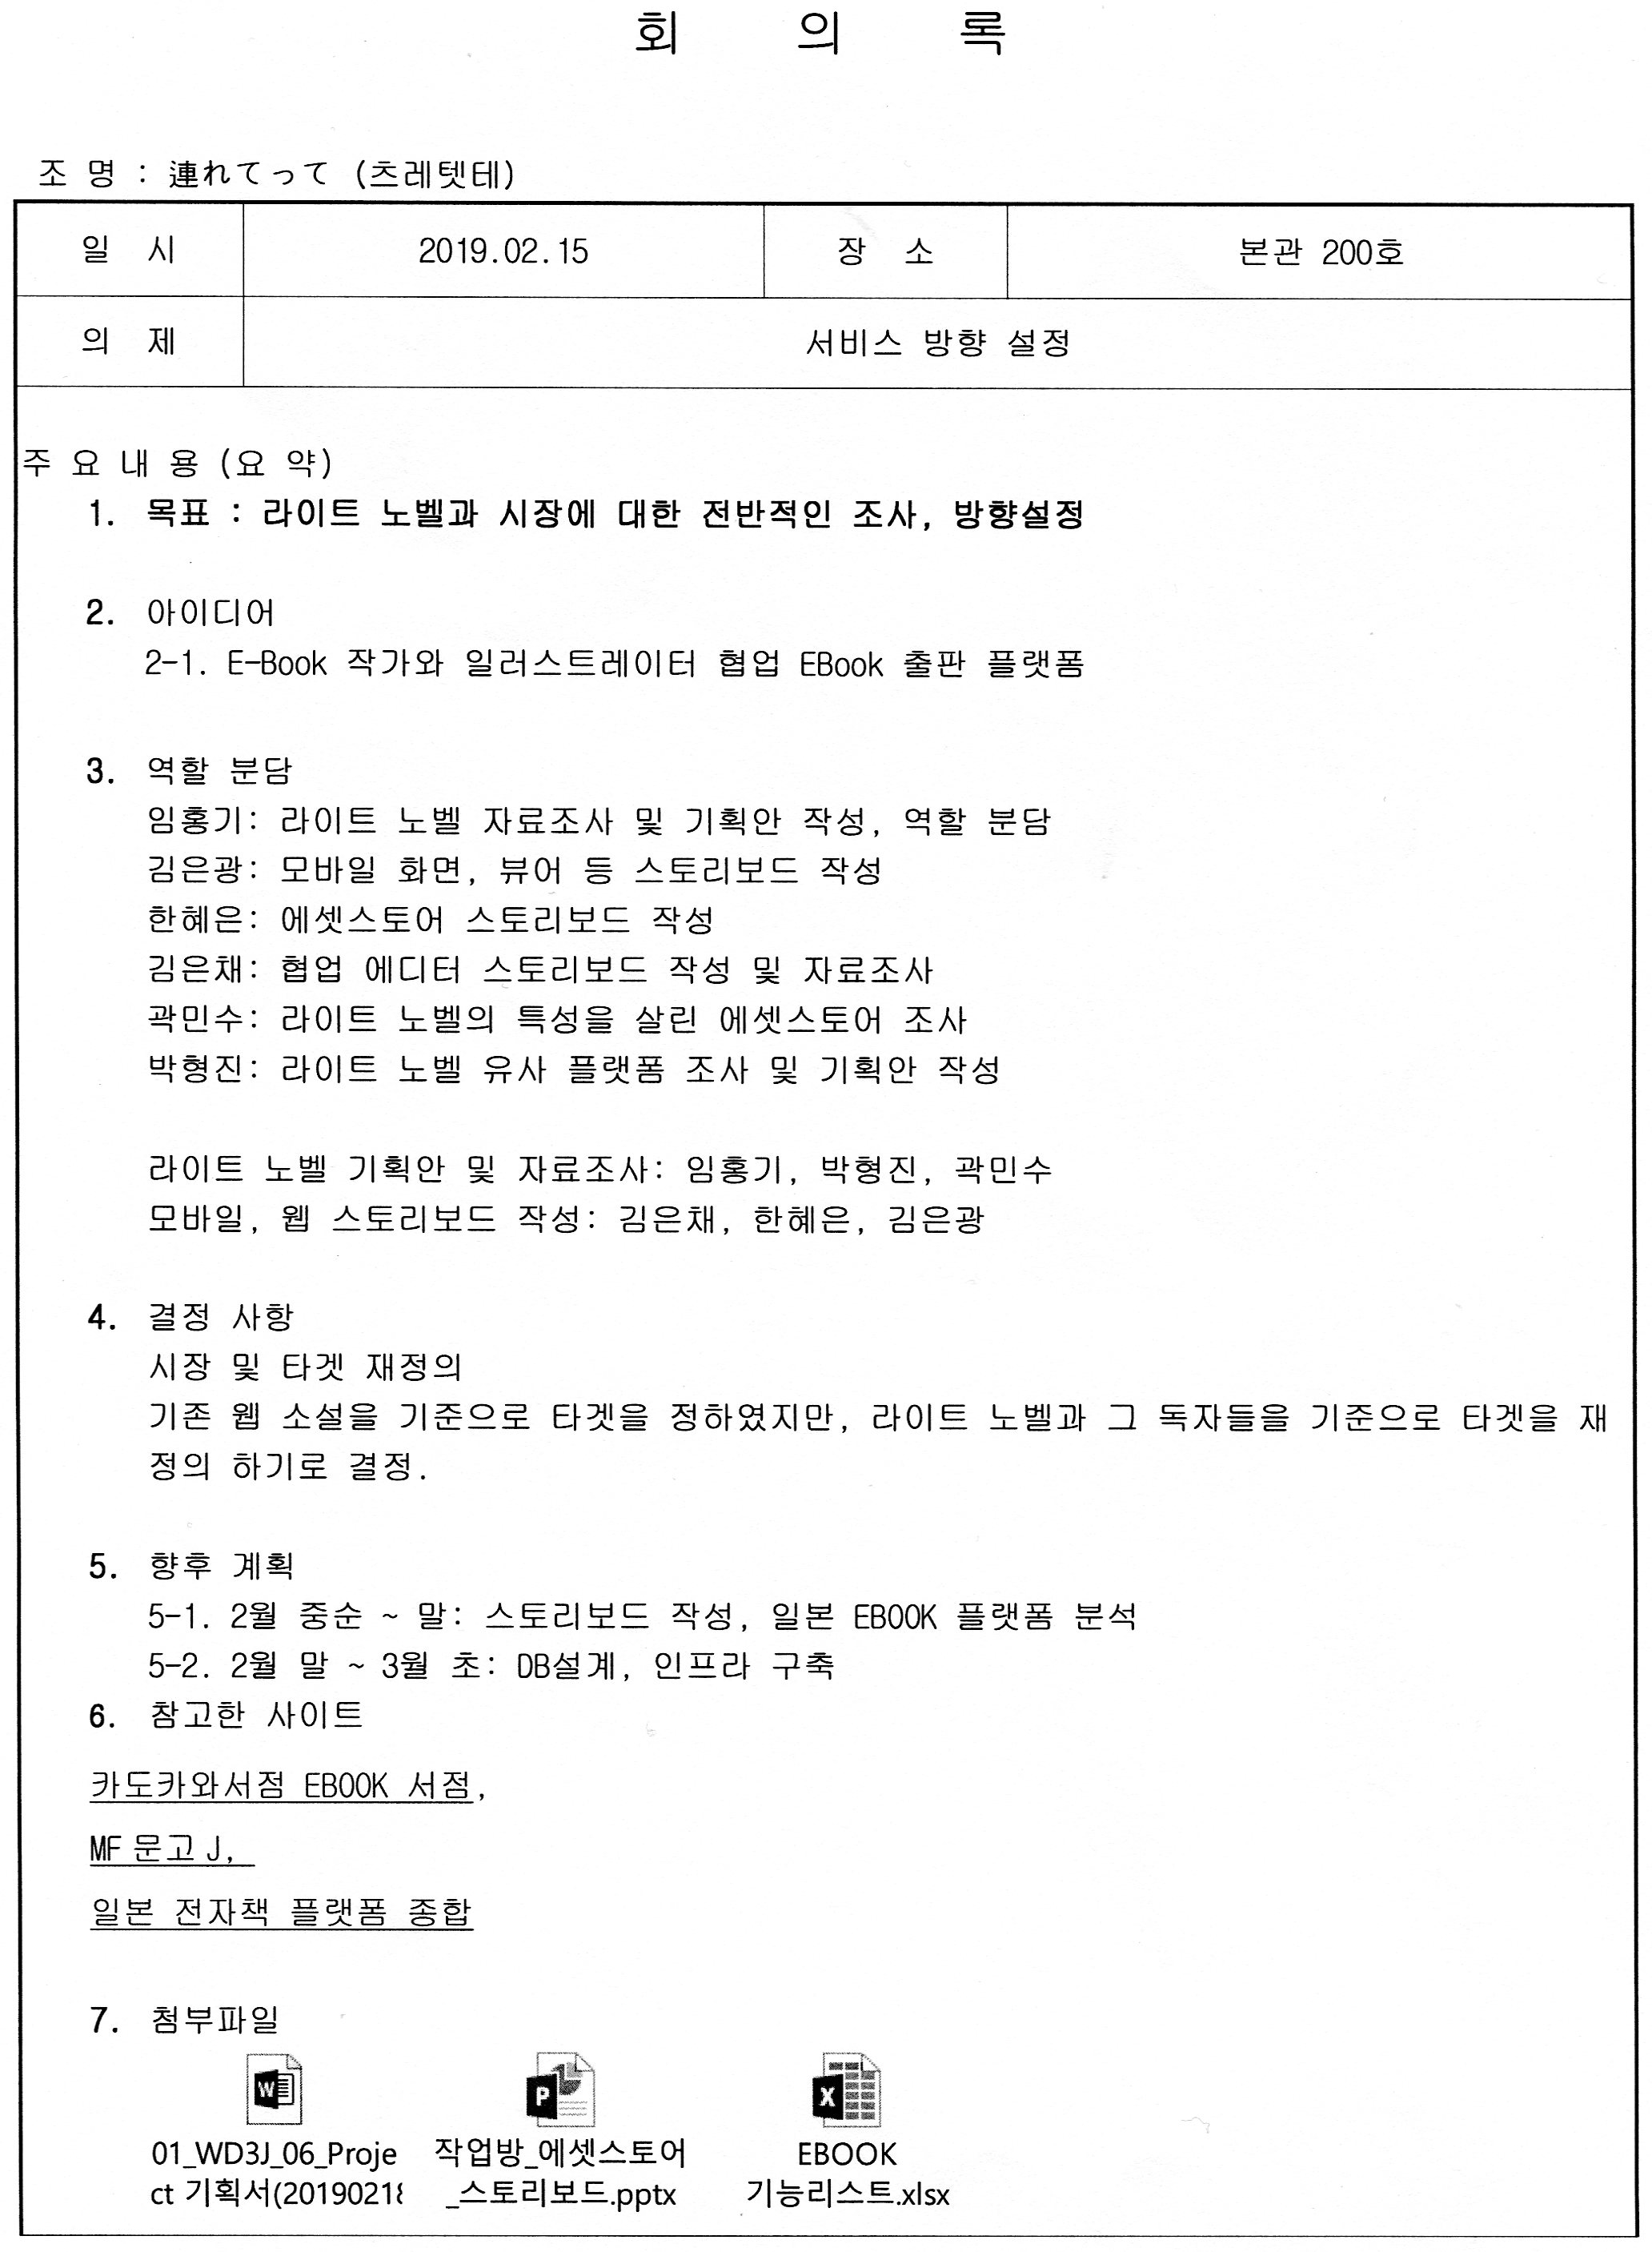 회 의 록
조 명 : 連れてって (츠레텟테)
일 시 2019.02.15 장 소 본관 200호
의 제 서비스 방향 설정
주 요 내 용 (요 약)
1. 목표 : 라이트 노벨과 시장에 대한 전반적인 조사, 방향설정
2. 아이디어
2-1. E-Book 작가와 일러스트레이터 협업 EBook 출판 플랫폼
3. 역할 분담
임홍기: 라이트 노벨 자료조사 및 기획안 작성, 역할 분담
김은광: 모바일 화면, 뷰어 등 스토리보드 작성
한혜은: 에셋스토어 스토리보드 작성
김은채: 협업 에디터 스토리보드 작성 및 자료조사
곽민수: 라이트 노벨의 특성을 살린 에셋스토어 조사
박형진: 라이트 노벨 유사 플랫폼 조사 및 기획안 작성
라이트 노벨 기획안 및 자료조사: 임홍기, 박형진, 곽민수
모바일, 웹 스토리보드 작성: 김은채, 한혜은, 김은광
4. 결정 사항
시장 및 타겟 재정의
기존 웹 소설을 기준으로 타겟을 정하였지만, 라이트 노벨과 그 독자들을 기준으로 타겟을 재
정의 하기로 결정.
5. 향후 계획
5-1. 2월 중순 ~ 말: 스토리보드 작성, 일본 EBOOK 플랫폼 분석
5-2. 2월 말 ~ 3월 초: DB설계, 인프라 구축
6. 참고한 사이트
카도카와서점 EBOOK 서점,
MF 문고 J,
일본 전자책 플랫폼 종합
7. 첨부파일
01_WD3J_06_Proje 작업방_에셋스토어 EBOOK
ct 기획서(20190218 _스토리보드.pptx 기능리스트.xlsx